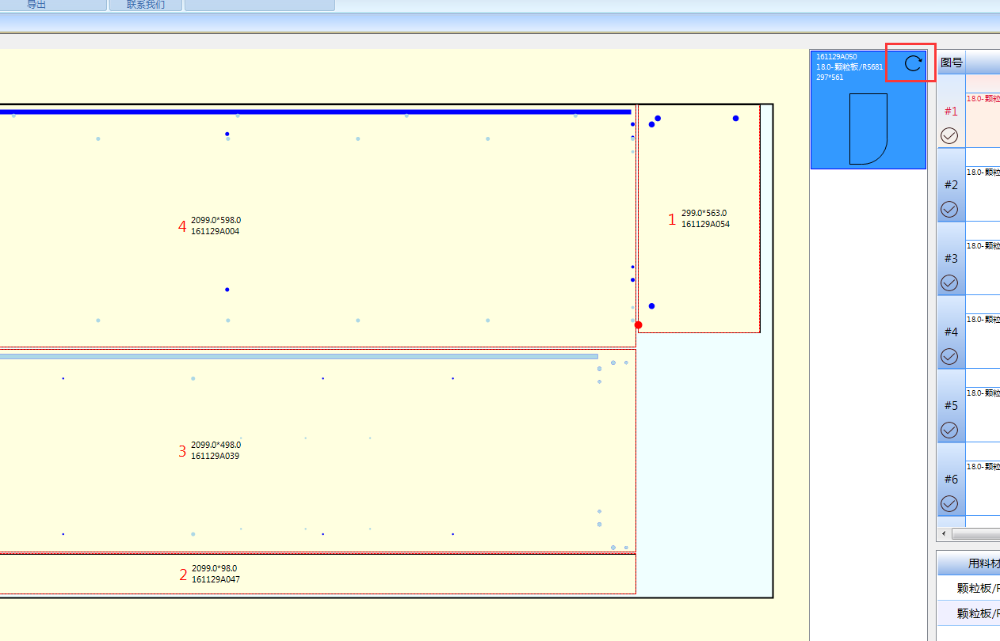 导出
联系我们
161129A050
18.0-颗粒板/R5681
297*561
图号
4
2099.0*598.0
161129A004
1
299.0*563.0
161129A054
3
2099.0*498.0
161129A039
2
2099.0*98.0
161129A047
#1
18.0-颗粒
#2
18.0-颗粒
#3
18.0-颗粒
#4
18.0-颗粒
#5
18.0-颗粒
#6
18.0-颗粒
用料材
颗粒板/R
颗粒板/R